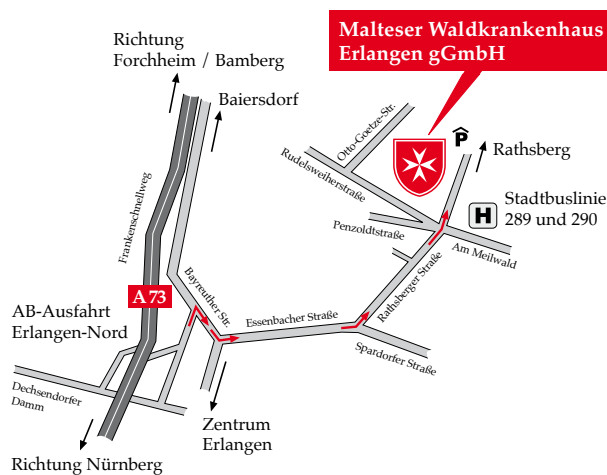 Malteser Waldkrankenhaus
Erlangen gGmbH
Richtung
Forchheim / Bamberg
Baiersdorf
Otto-Goetze-Str.
P
Rathsberg
Rudelsweiherstraße
H
Stadtbuslinie
289 und 290
Penzoldtstraße
Am Meilwald
Frankenschnellweg
A 73
Bayreuther Str.
Rathsberger Straße
AB-Ausfahrt
Erlangen-Nord
Essenbacher Straße
Spardorfer Straße
Dechsendorfer
Damm
Zentrum
Erlangen
Richtung Nürnberg